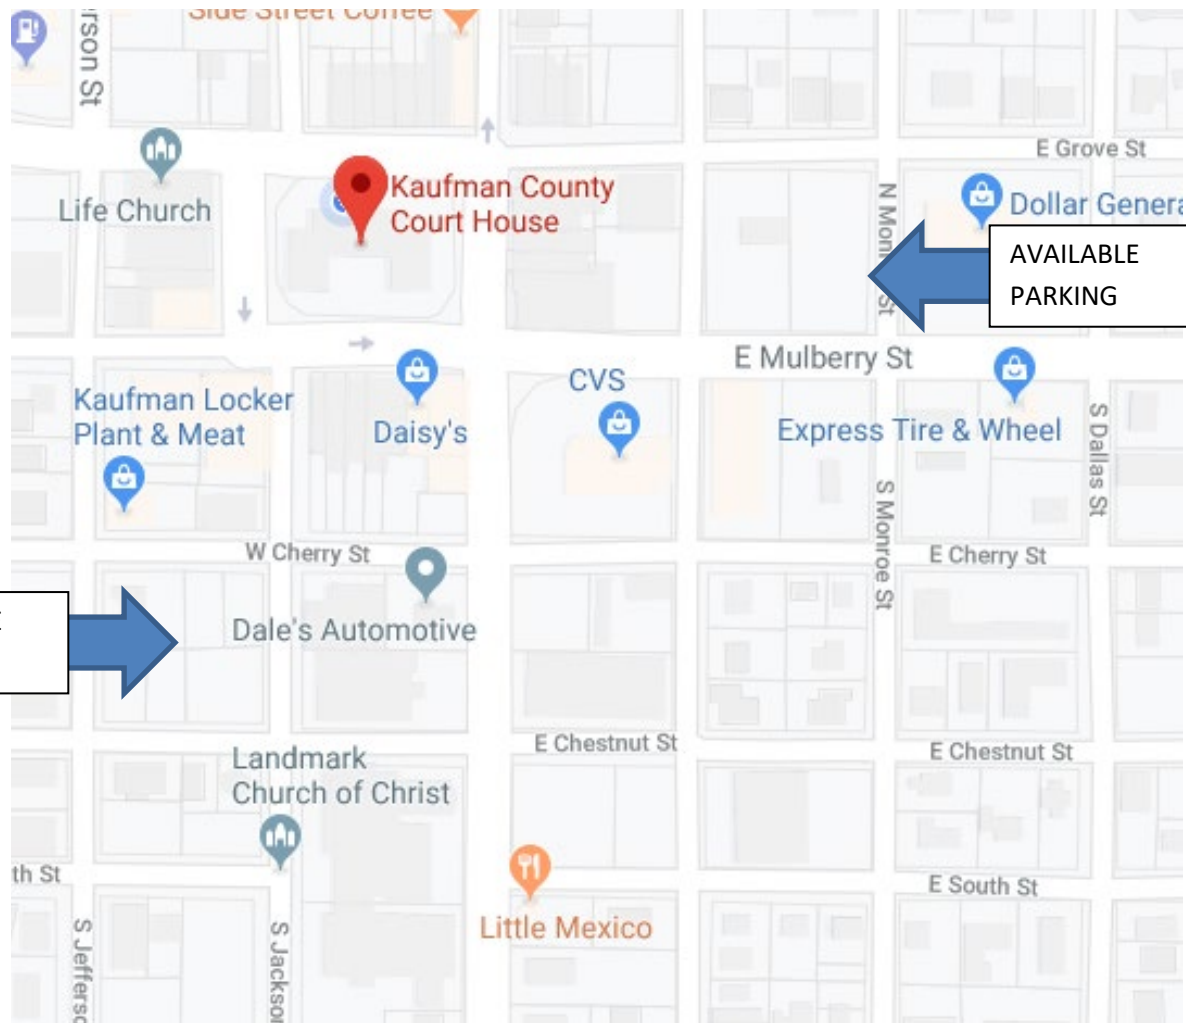 Side Street Coffee
erson St
E Grove St
Life Church
Kaufman County
Court House
N Mon
St
Dollar Genera
AVAILABLE
PARKING
E Mulberry St
Kaufman Locker
Plant & Meat
Daisy's
CVS
Express Tire & Wheel
S Dallas St
S Monroe St
W Cherry St
E Cherry St
Dale's Automotive
E Chestnut St
E Chestnut St
Landmark
Church of Christ
th St
E South St
Little Mexico
S Jefferso
S Jackson